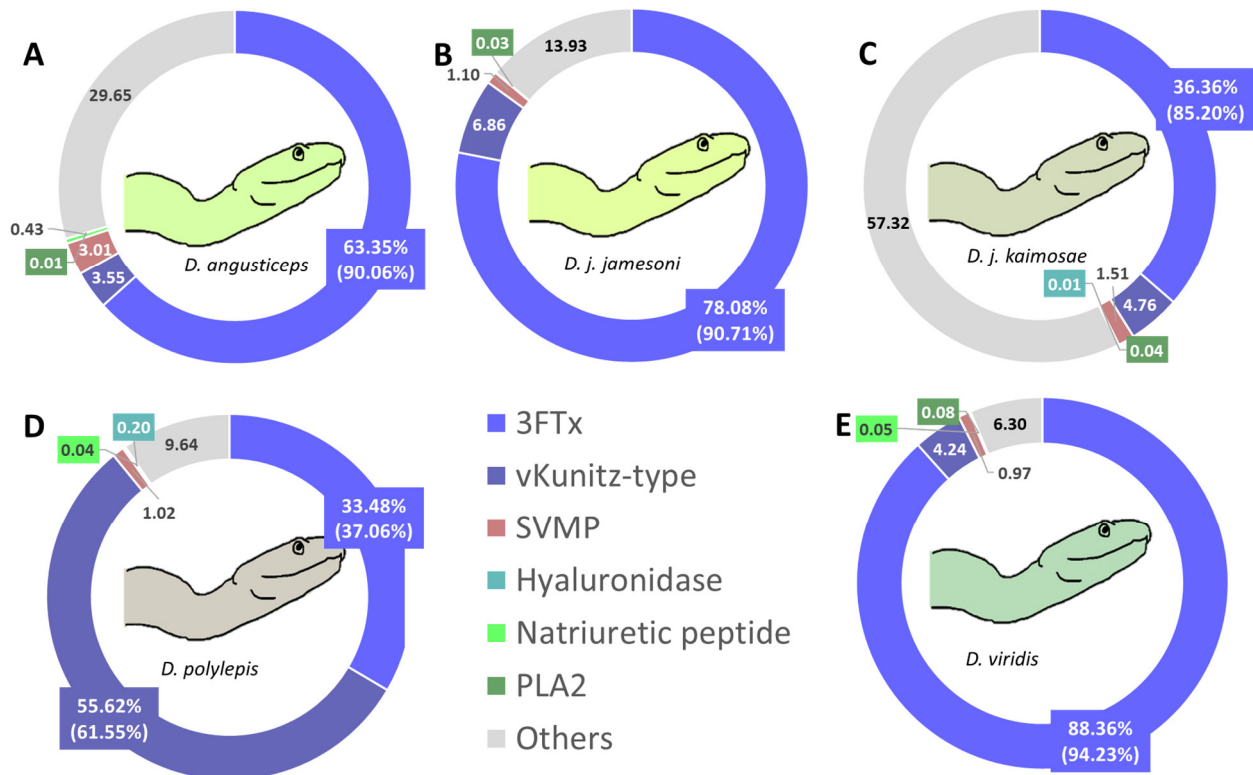 A
29.65
0.43
0.01
3.01
3.55
63.35%
(90.06%)
D. angusticeps
B
0.03
13.93
1.10
6.86
78.08%
(90.71%)
D. j. jamesoni
C
36.36%
(85.20%)
57.32
D. j. kaimosae
0.01
1.51
4.76
0.04
D
0.20
9.64
0.04
1.02
33.48%
(37.06%)
D. polylepis
55.62%
(61.55%)
3FTx
vKunitz-type
SVMP
Hyaluronidase
Natriuretic peptide
PLA2
Others
E
0.08
6.30
0.05
4.24
0.97
D. viridis
88.36%
(94.23%)